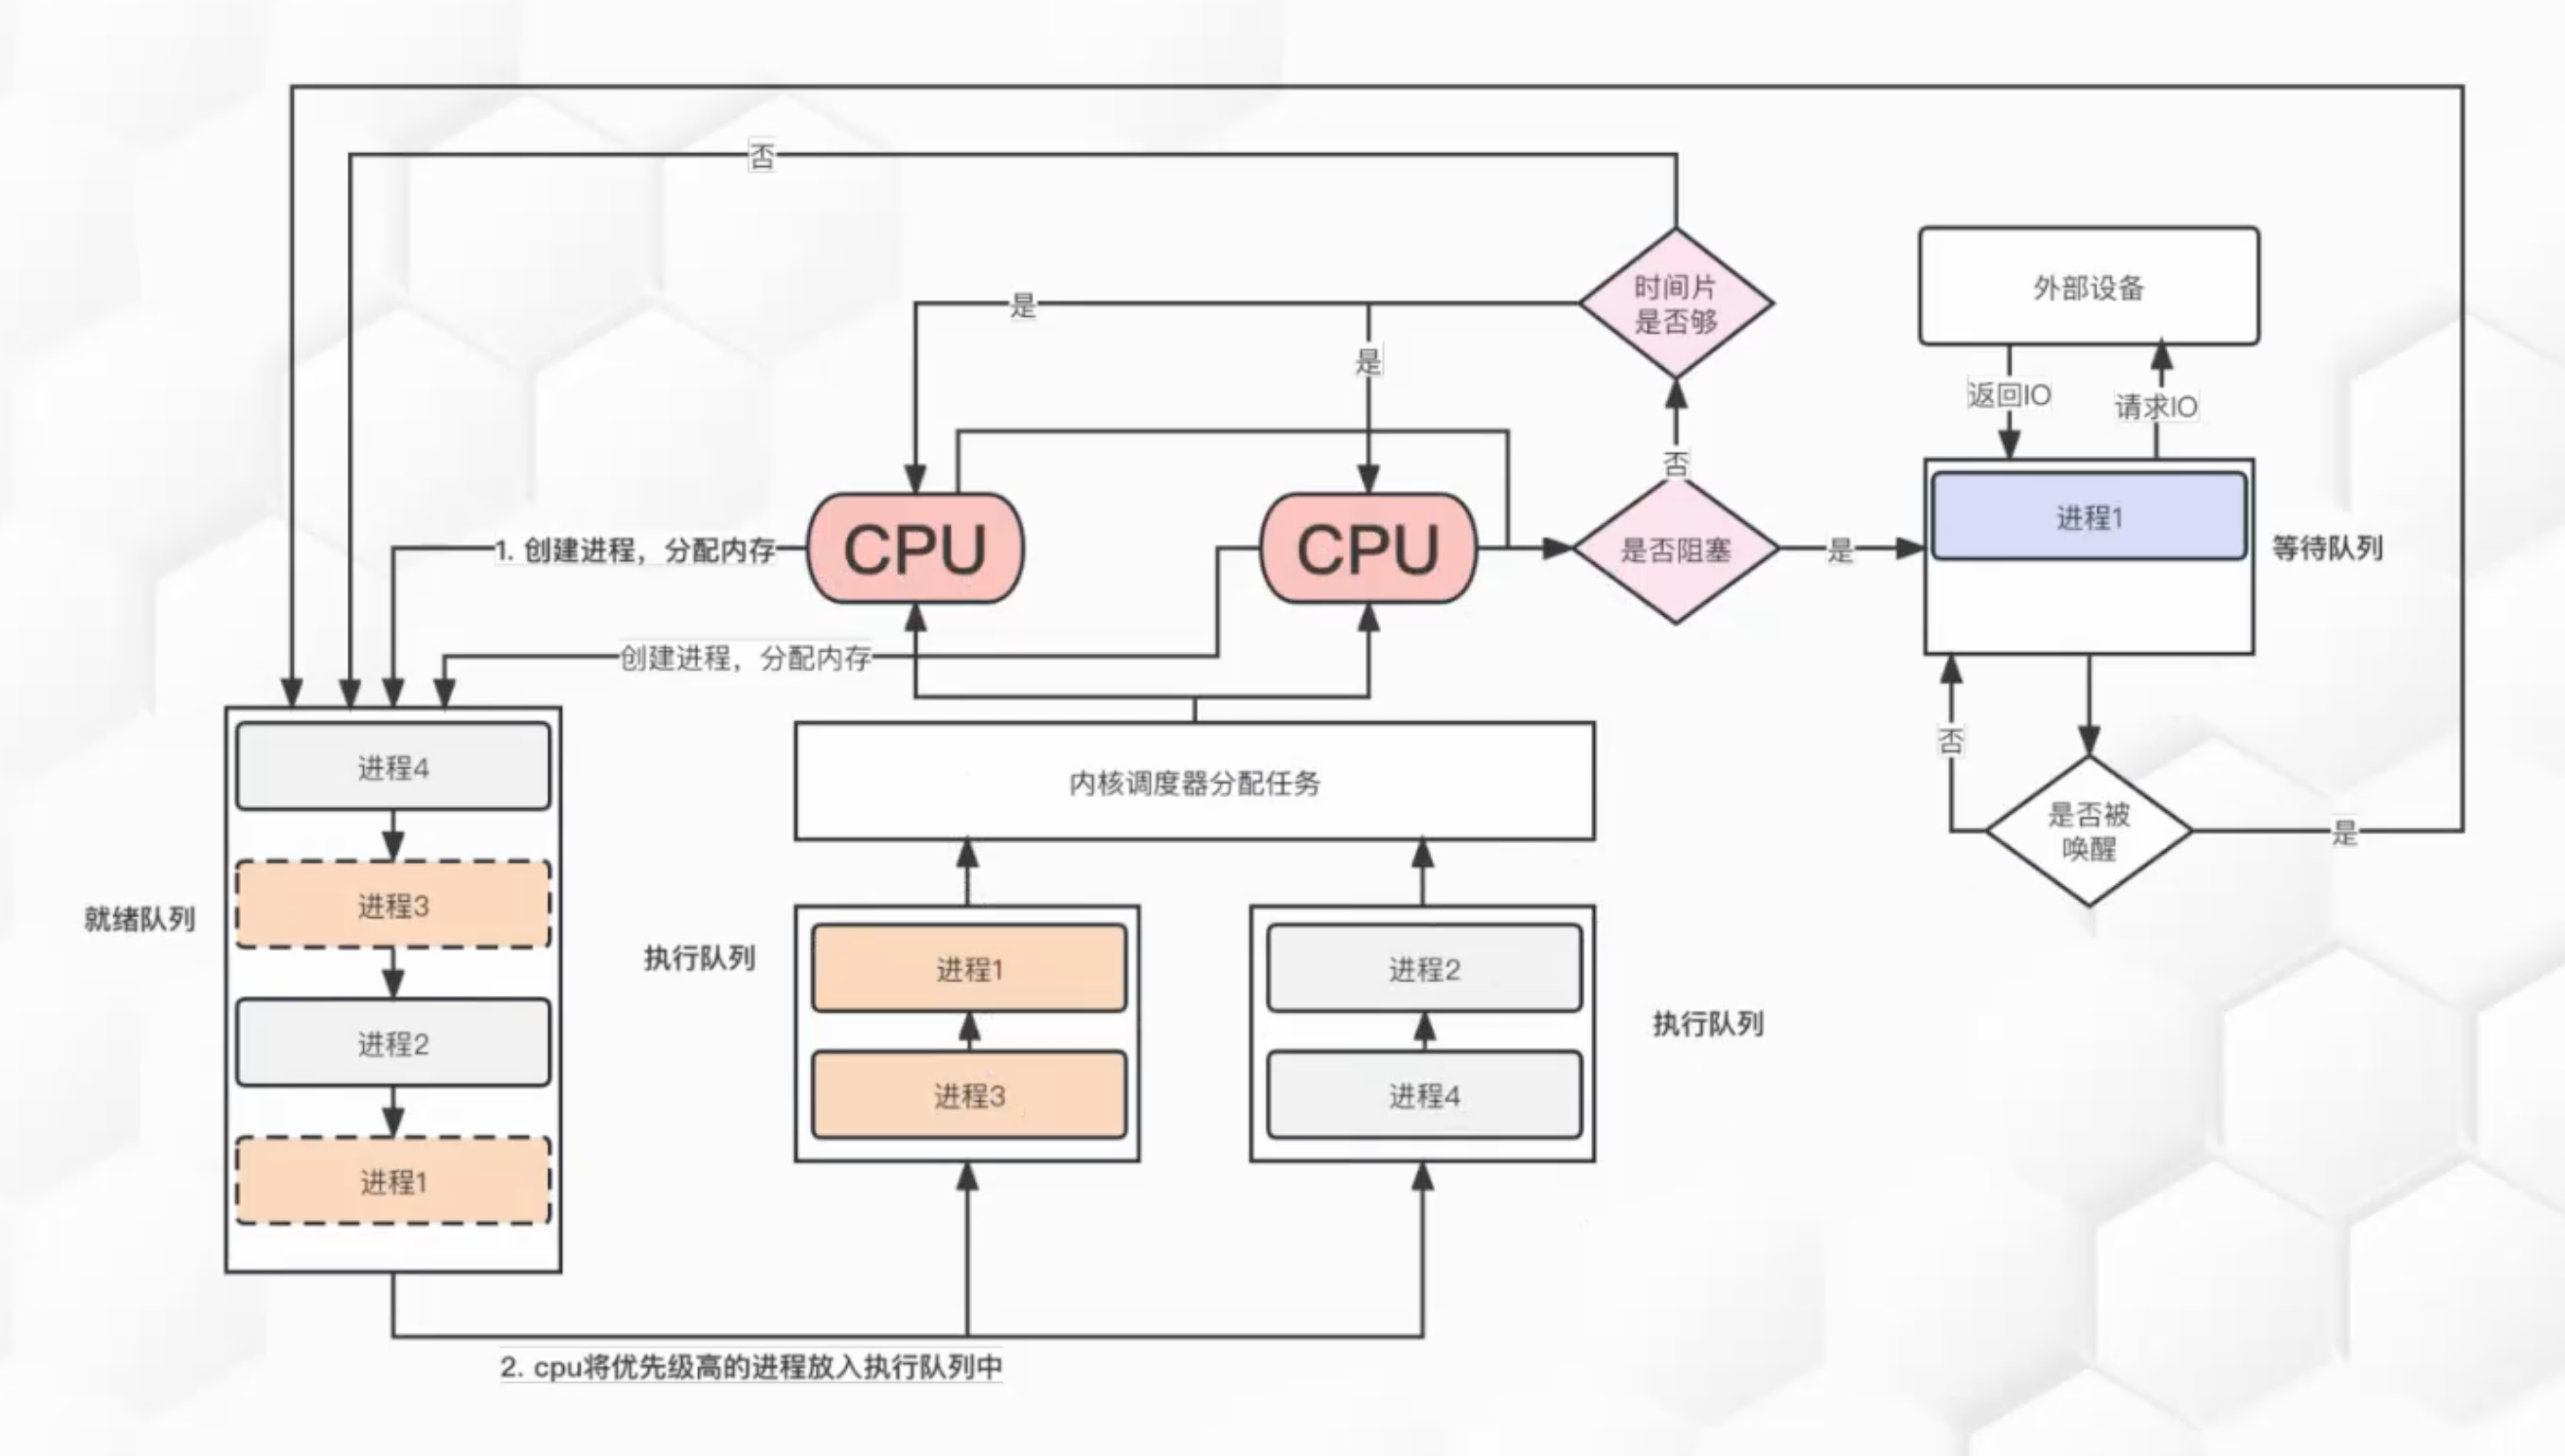 否
时间片
是否够
外部设备
是
是
返回IO
请求IO
否
进程1
CPU
CPU
是否阻塞
是
等待队列
1. 创建进程，分配内存
创建进程，分配内存
否
进程4
内核调度器分配任务
是否被
唤醒
是
就绪队列
进程3
执行队列
进程1
进程2
执行队列
进程2
进程3
进程4
进程1
2. cpu将优先级高的进程放入执行队列中